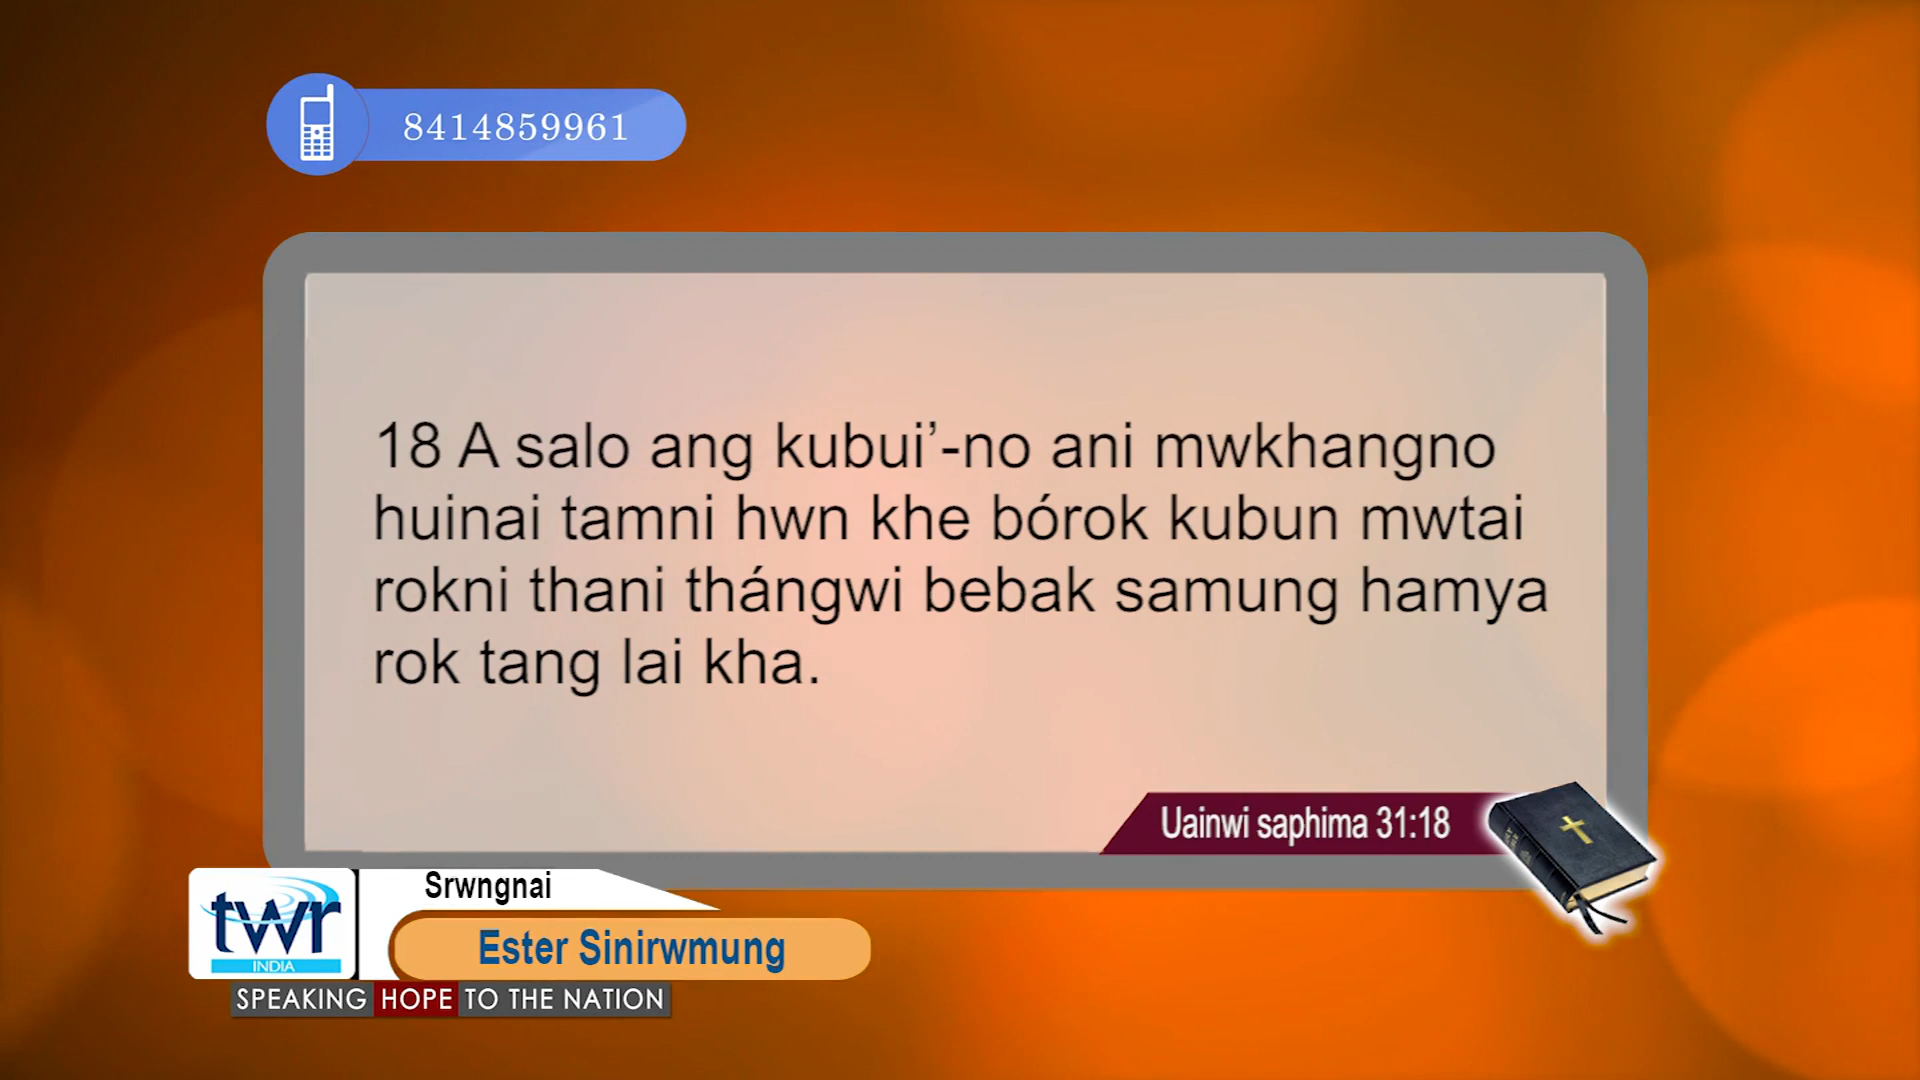 8414859961
18 A salo ang kubui’-no ani mwkhangno
huinai tamni hwn khe bórok kubun mwtai
rokni thani thángwi bebak samung hamya
rok tang lai kha.
Uainwi saphima 31:18
Srwngnai
Ester Sinirwmung
twr
INDIA
SPEAKING HOPE TO THE NATION